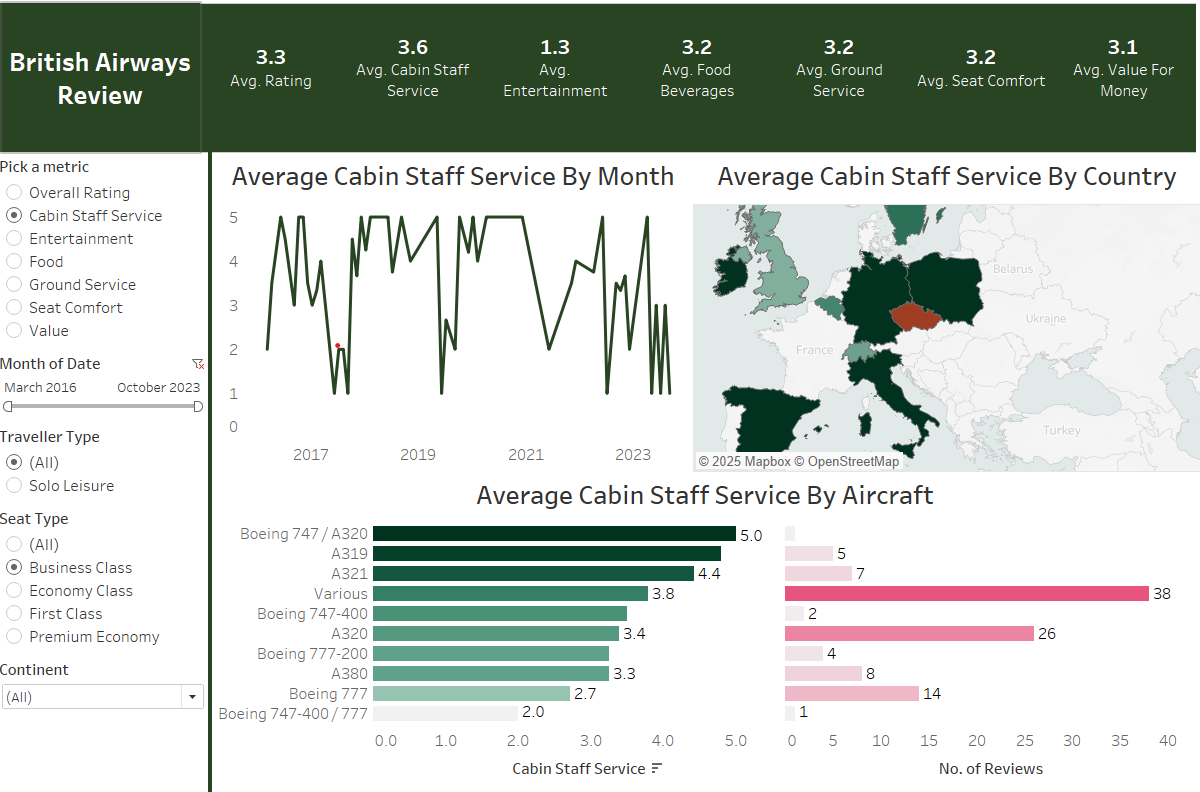 British Airways
Review
3.3
Avg. Rating
3.6
Avg. Cabin Staff
Service
1.3
Avg.
Entertainment
3.2
Avg. Food
Beverages
3.2
Avg. Ground
Service
3.2
Avg. Seat Comfort
3.1
Avg. Value For
Money
Pick a metric
Overall Rating
Cabin Staff Service
Entertainment
Food
Ground Service
Seat Comfort
Value
Month of Date
March 2016 October 2023
Traveller Type
(All)
Solo Leisure
Seat Type
(All)
Business Class
Economy Class
First Class
Premium Economy
Continent
(All)
Average Cabin Staff Service By Month
5
4
3
2
1
0
2017 2019 2021 2023
Average Cabin Staff Service By Country
Belarus
Ukraine
France
Turkey
© 2025 Mapbox © OpenStreetMap
Average Cabin Staff Service By Aircraft
Boeing 747 / A320 5.0
A319 5
A321 4.4 7
Various 3.8 38
Boeing 747-400 2
A320 3.4 26
Boeing 777-200 4
A380 3.3 8
Boeing 777 2.7 14
Boeing 747-400 / 777 2.0 1
0.0 1.0 2.0 3.0 4.0 5.0 0 5 10 15 20 25 30 35 40
Cabin Staff Service No. of Reviews